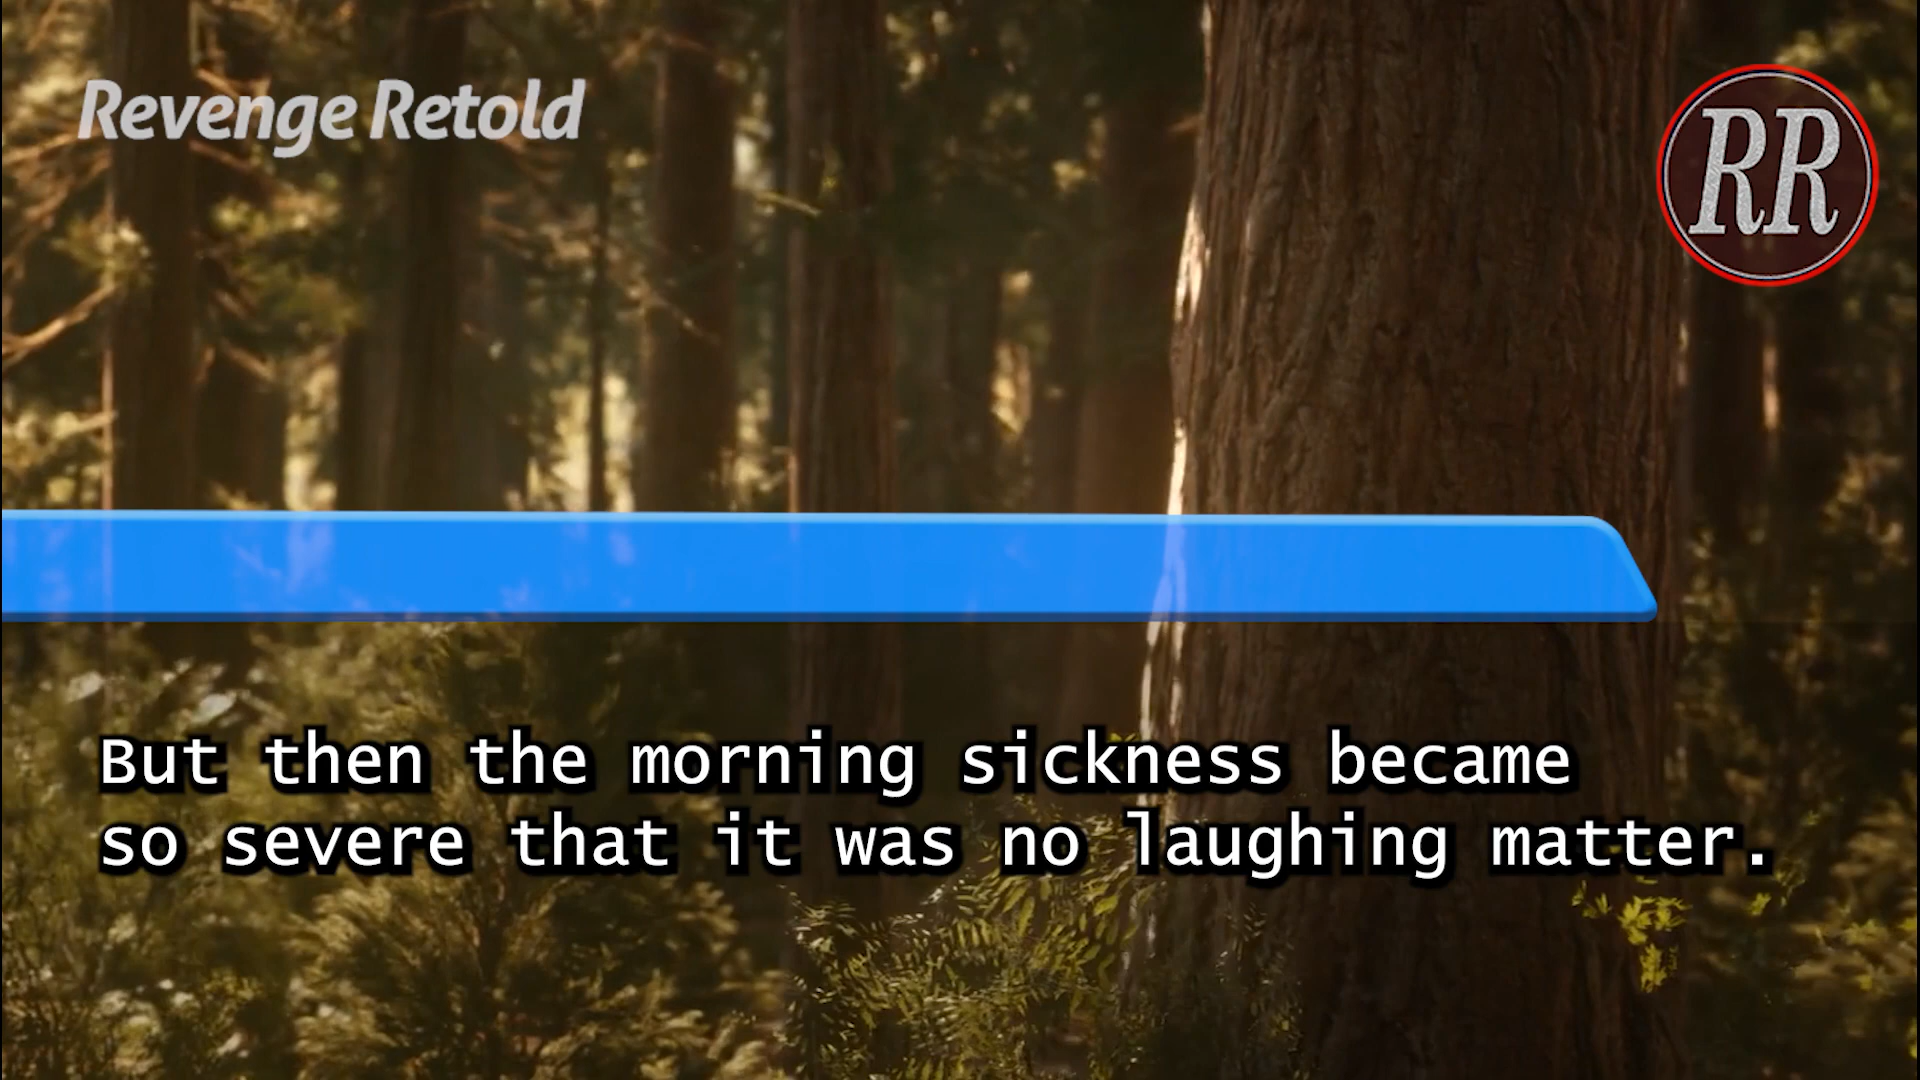 Revenge Retold
RR
But then the morning sickness became
so severe that it was no laughing matter.